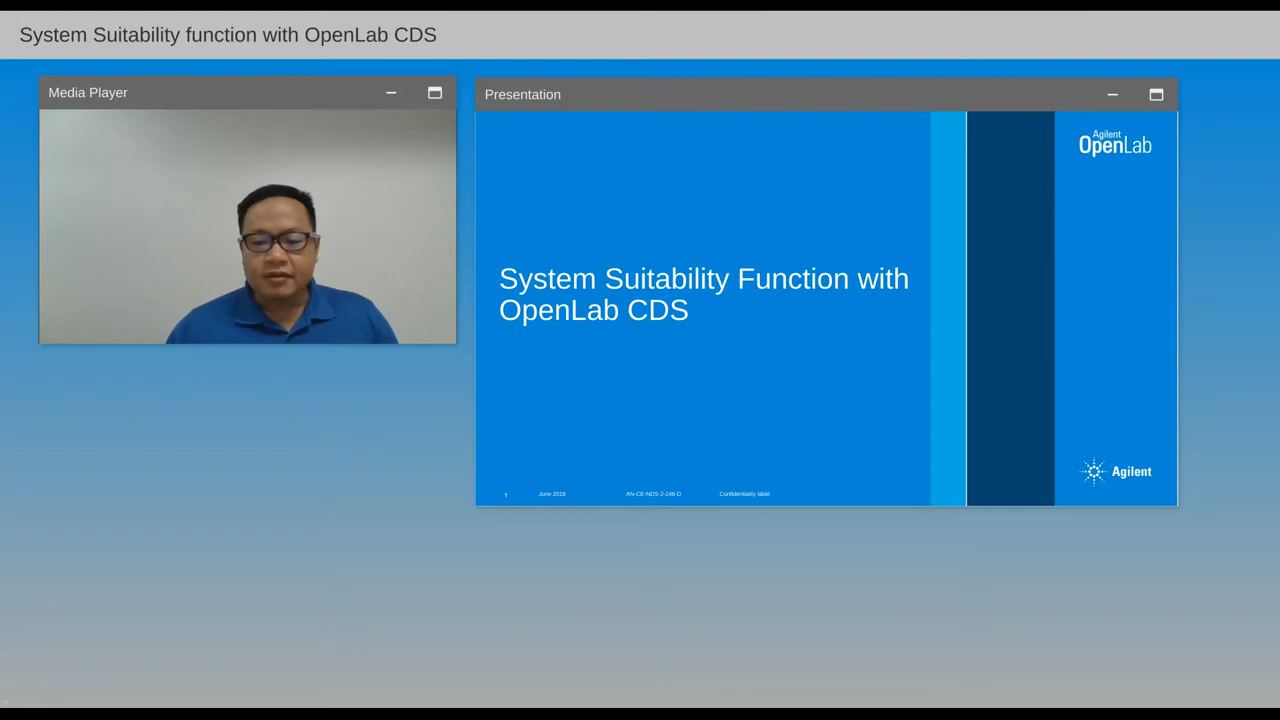 System Suitability function with OpenLab CDS
Media Player
Presentation
Agilent
OpenLab
System Suitability Function with
OpenLab CDS
Agilent
1 June 2018 AN-CE-NDS-2-246-D Confidentiality label